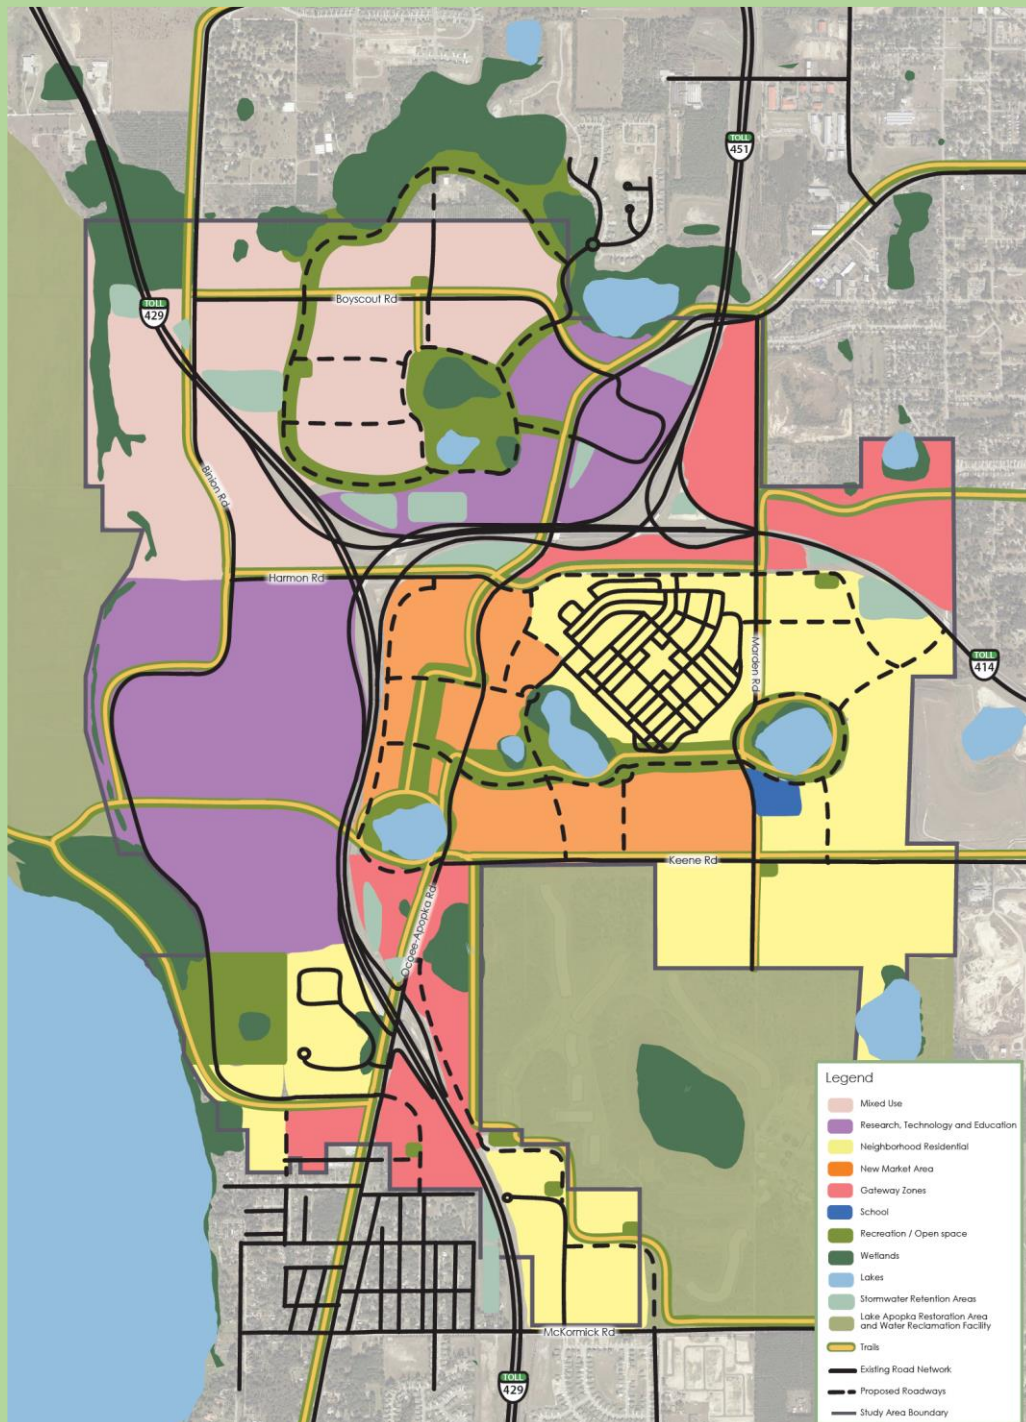 TOLL
451
TOLL
429
Boyscout Rd
Binion Rd
Harmon Rd
Marden Rd
TOLL
414
Keene Rd
Ocoee-Apopka Rd
McKormick Rd
TOLL
429
Legend
Mixed Use
Research, Technology and Education
Neighborhood Residential
New Market Area
Gateway Zones
School
Recreation / Open space
Wetlands
Lakes
Stormwater Retention Areas
Lake Apopka Restoration Area
and Water Reclamation Facility
Trails
Existing Road Network
Proposed Roadways
Study Area Boundary